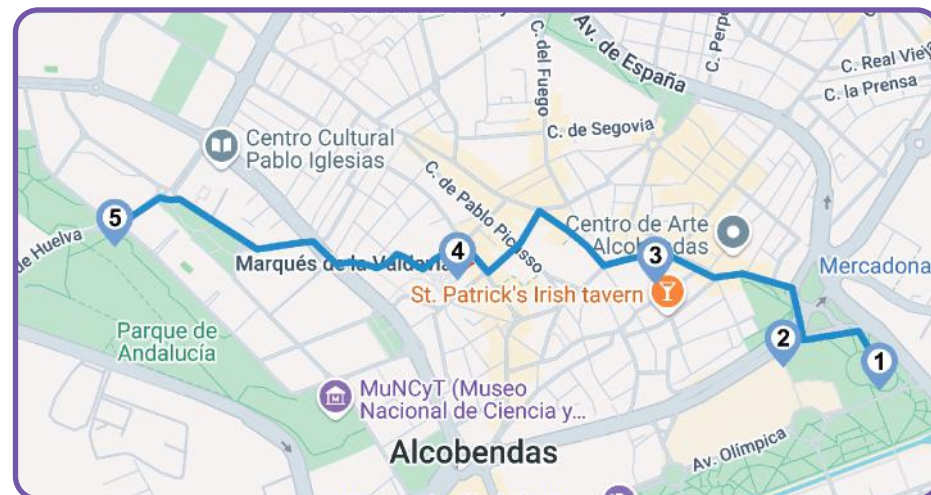 C. del Fuego
Av. de España
C. Perp
C. Real Viej
C. la Prensa
C. de Segovia
Centro Cultural
Pablo Iglesias
C. de Pablo Picasso
5
de Huelva
4
Marqués de la Valdavia
Centro de Arte
Alcobendas
3
Mercadona
St. Patrick's Irish tavern
Parque de
Andalucía
2
1
MuNCyT (Museo
Nacional de Ciencia y...
Alcobendas
Av. Olímpica